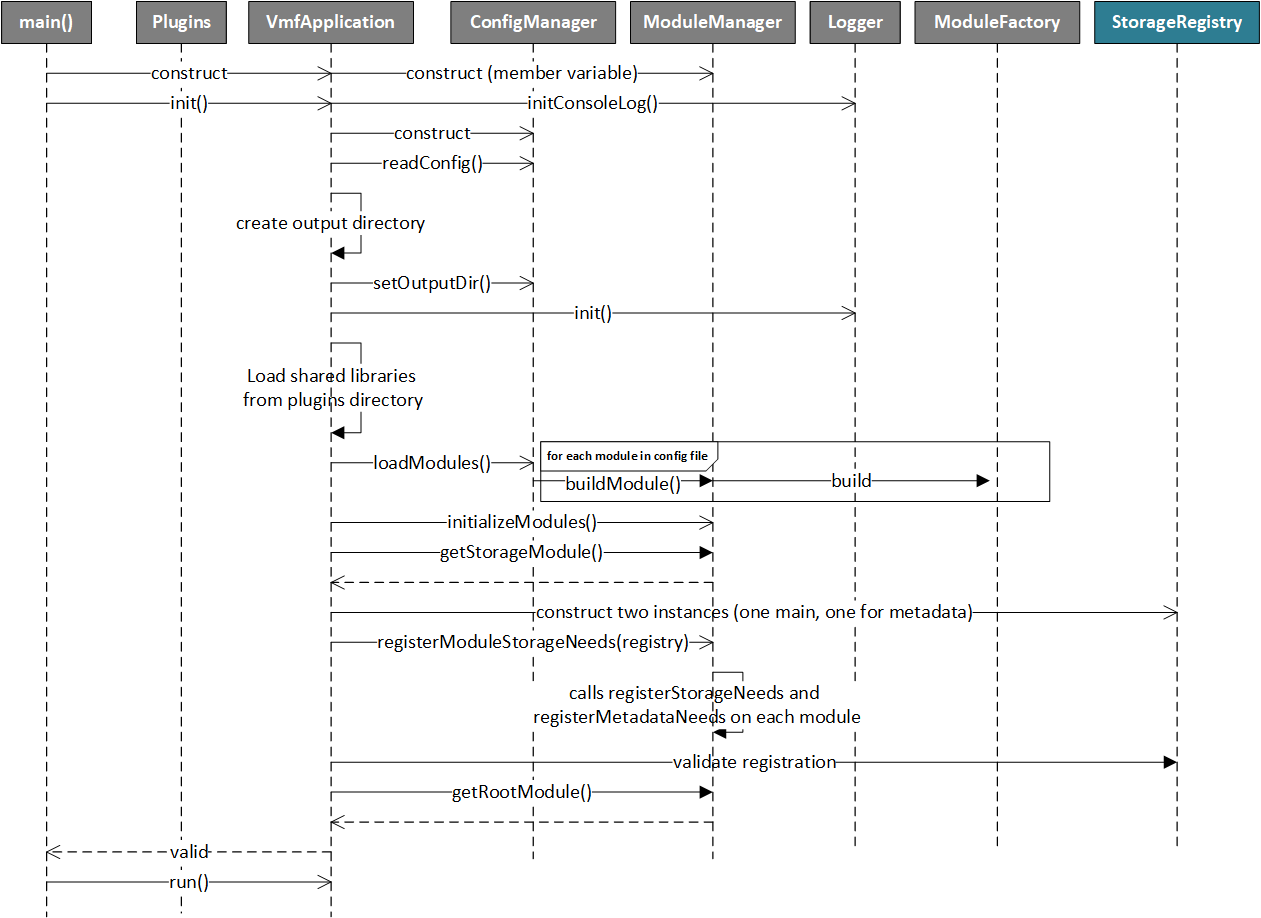 main()
Plugins
VmfApplication
ConfigManager
ModuleManager
Logger
ModuleFactory
StorageRegistry
construct
construct (member variable)
init()
initConsoleLog()
construct
readConfig()
create output directory
setOutputDir()
init()
Load shared libraries
from plugins directory
loadModules()
for each module in config file
buildModule()
build
initializeModules()
getStorageModule()
construct two instances (one main, one for metadata)
registerModuleStorageNeeds(registry)
calls registerStorageNeeds and
registerMetadataNeeds on each module
validate registration
getRootModule()
valid
run()